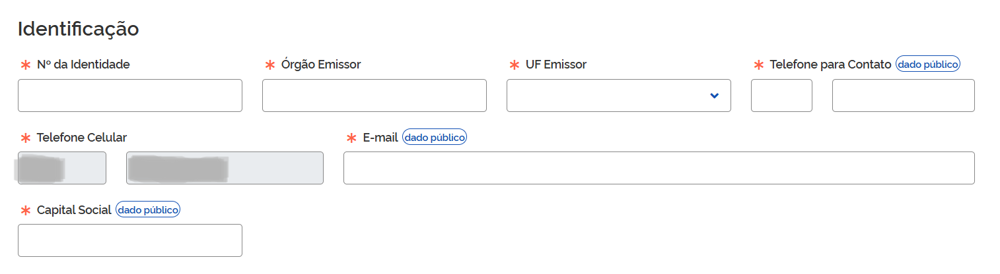 Identificação
* Nº da Identidade * Órgão Emissor * UF Emissor * Telefone para Contato dado público
* Telefone Celular * E-mail dado público
* Capital Social dado público